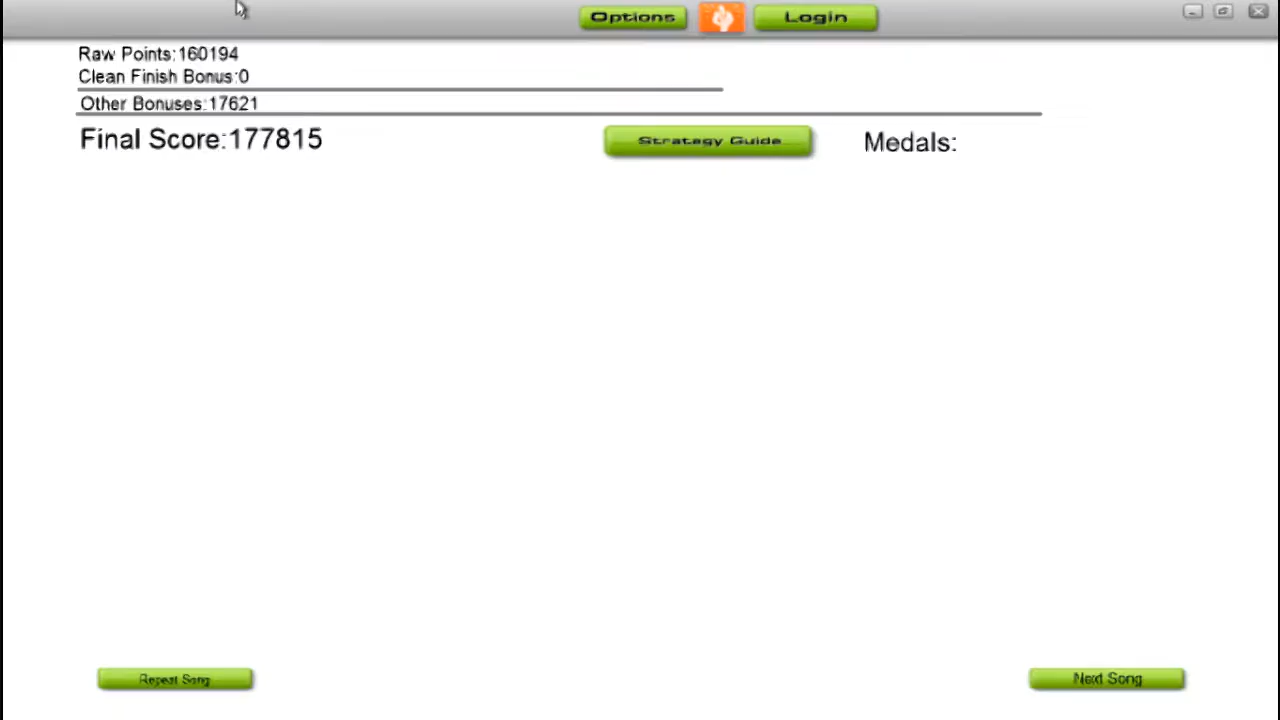 Options Login
Raw Points:160194
Clean Finish Bonus:0
Other Bonuses:17621
Final Score:177815 Strategy Guide Medals:
Repeat Song Next Song